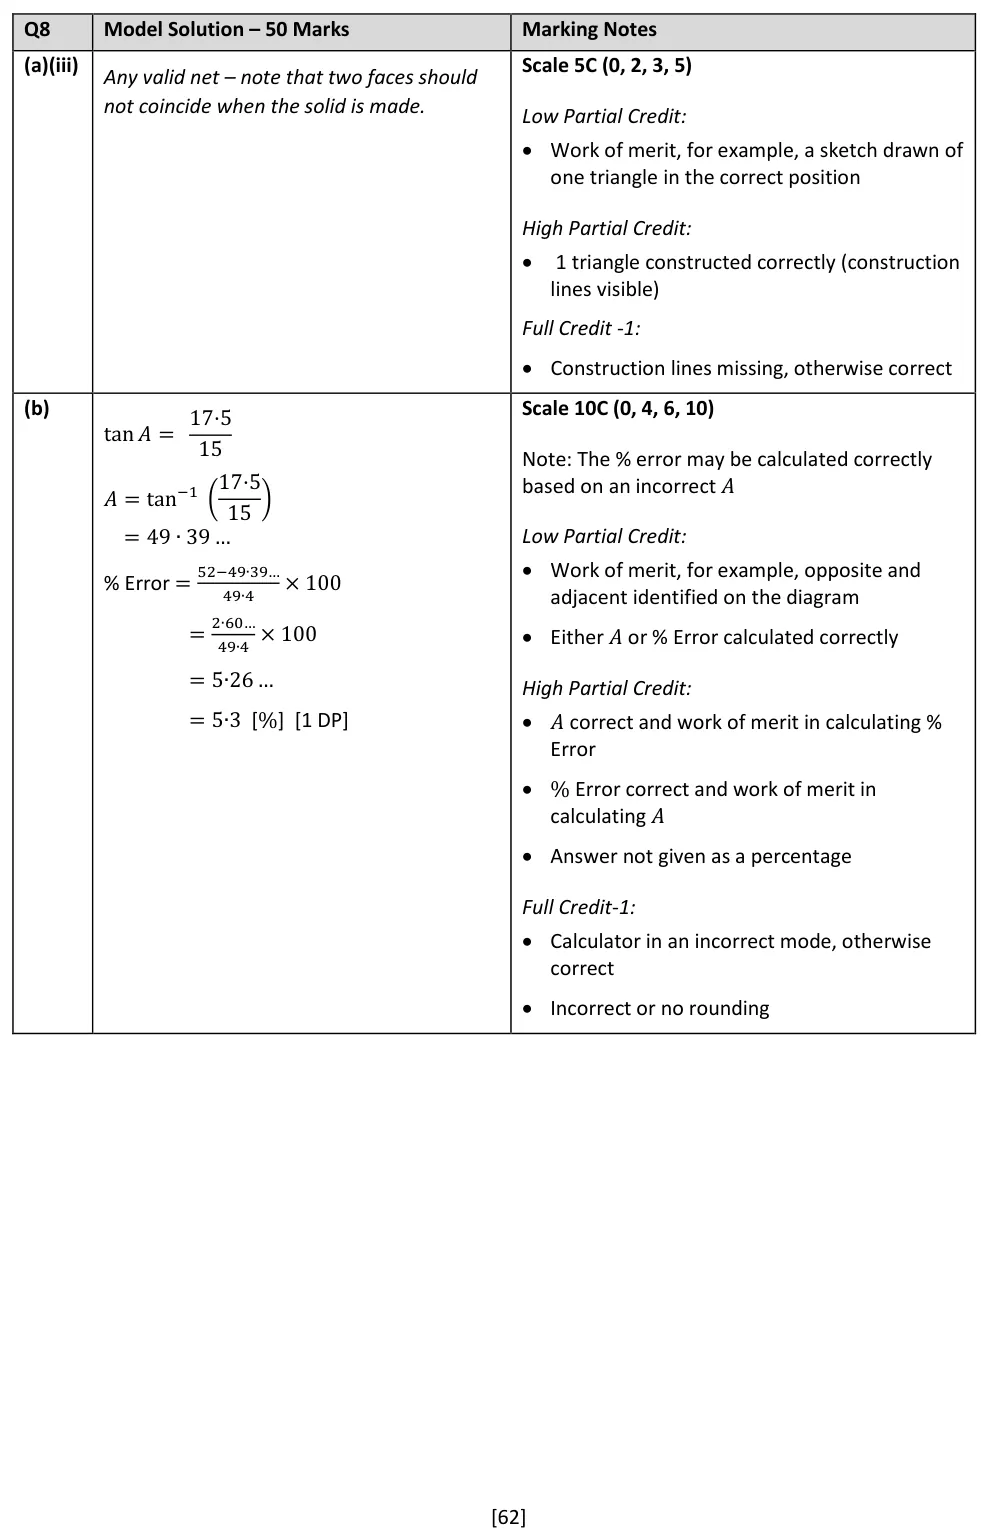 Q8 Model Solution – 50 Marks Marking Notes
(a)(iii)
Any valid net – note that two faces should
not coincide when the solid is made.
Scale 5C (0, 2, 3, 5)
Low Partial Credit:
• Work of merit, for example, a sketch drawn of
one triangle in the correct position
High Partial Credit:
• 1 triangle constructed correctly (construction
lines visible)
Full Credit -1:
• Construction lines missing, otherwise correct
(b)
tan A = 17·5/15
A = tan⁻¹ (17·5/15)
= 49 · 39 …
% Error = 52−49·39…/49·4 × 100
= 2·60…/49·4 × 100
= 5·26 …
= 5·3 [%] [1 DP]
Scale 10C (0, 4, 6, 10)
Note: The % error may be calculated correctly
based on an incorrect A
Low Partial Credit:
• Work of merit, for example, opposite and
adjacent identified on the diagram
• Either A or % Error calculated correctly
High Partial Credit:
• A correct and work of merit in calculating %
Error
• % Error correct and work of merit in
calculating A
• Answer not given as a percentage
Full Credit-1:
• Calculator in an incorrect mode, otherwise
correct
• Incorrect or no rounding
[62]